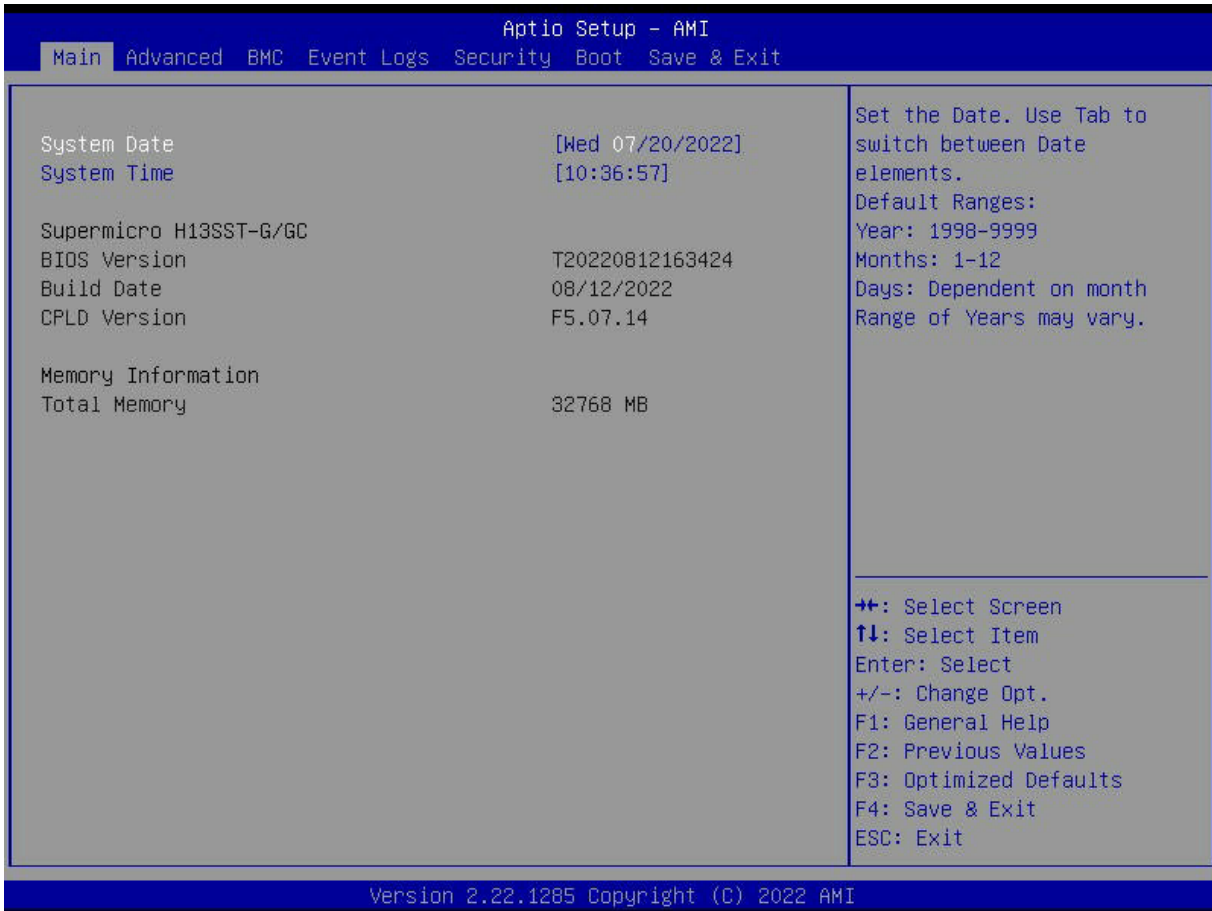 Aptio Setup – AMI
Main Advanced BMC Event Logs Security Boot Save & Exit
System Date [Wed 07/20/2022]
System Time [10:36:57]
Supermicro H13SST-G/GC
BIOS Version T20220812163424
Build Date 08/12/2022
CPLD Version F5.07.14
Memory Information
Total Memory 32768 MB
Set the Date. Use Tab to
switch between Date
elements.
Default Ranges:
Year: 1998-9999
Months: 1-12
Days: Dependent on month
Range of Years may vary.
→←: Select Screen
↑↓: Select Item
Enter: Select
+/-: Change Opt.
F1: General Help
F2: Previous Values
F3: Optimized Defaults
F4: Save & Exit
ESC: Exit
Version 2.22.1285 Copyright (C) 2022 AMI